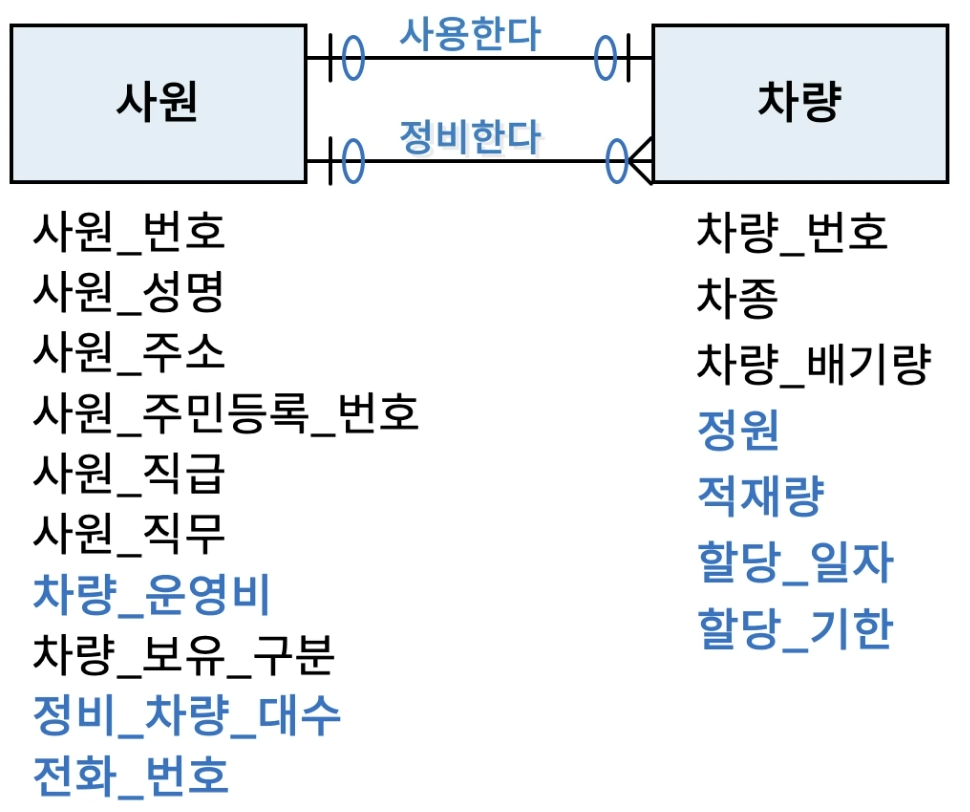 사용한다
사원
차량
정비한다
사원_번호
사원_성명
사원_주소
사원_주민등록_번호
사원_직급
사원_직무
차량_운영비
차량_보유_구분
정비_차량_대수
전화_번호
차량_번호
차종
차량_배기량
정원
적재량
할당_일자
할당_기한